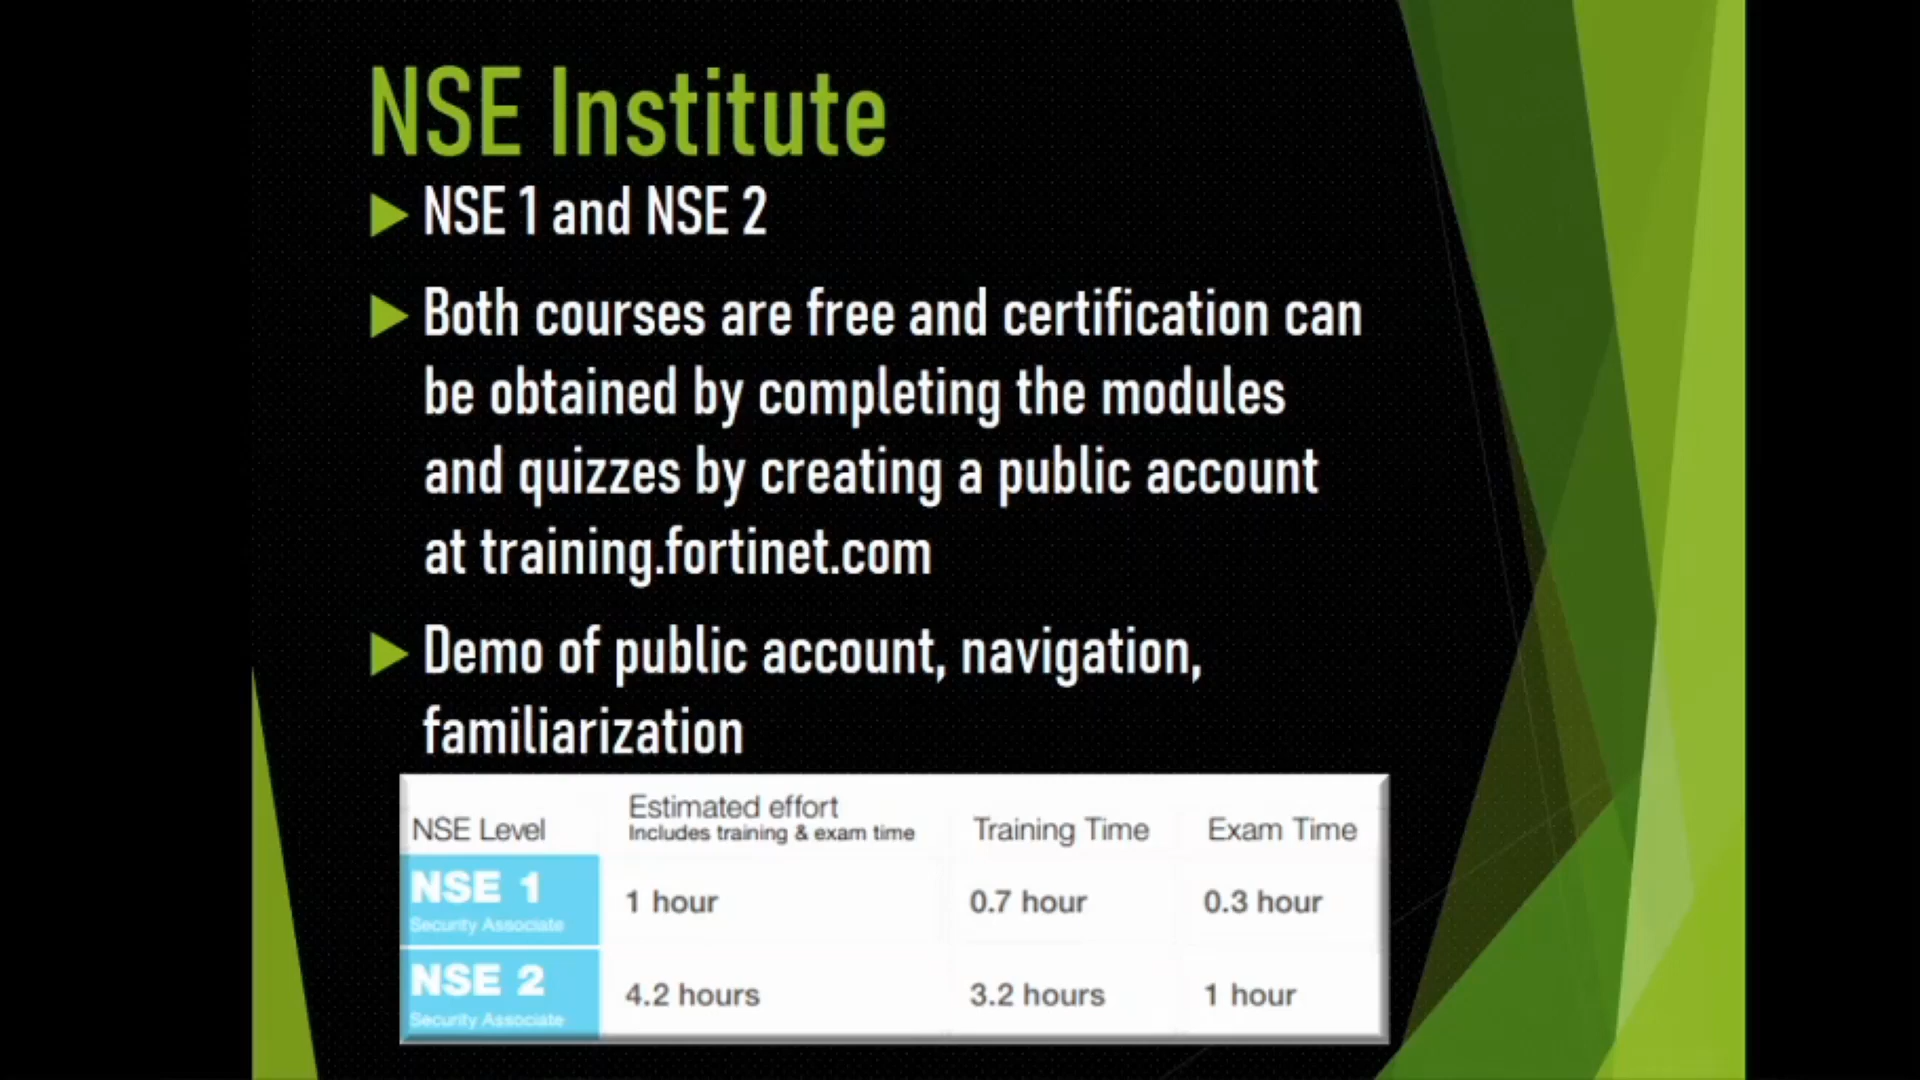 NSE Institute
NSE 1 and NSE 2
Both courses are free and certification can
be obtained by completing the modules
and quizzes by creating a public account
at training.fortinet.com
Demo of public account, navigation,
familiarization
NSE Level Estimated effort Includes training & exam time Training Time Exam Time
NSE 1 Security Associate 1 hour 0.7 hour 0.3 hour
NSE 2 Security Associate 4.2 hours 3.2 hours 1 hour